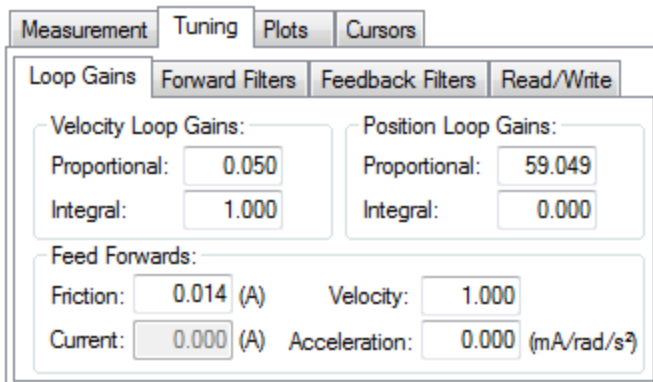 Measurement Tuning Plots Cursors
Loop Gains Forward Filters Feedback Filters Read/Write
Velocity Loop Gains: Position Loop Gains:
Proportional: 0.050 Proportional: 59.049
Integral: 1.000 Integral: 0.000
Feed Forwards:
Friction: 0.014 (A) Velocity: 1.000
Current: 0.000 (A) Acceleration: 0.000 (mA/rad/s²)